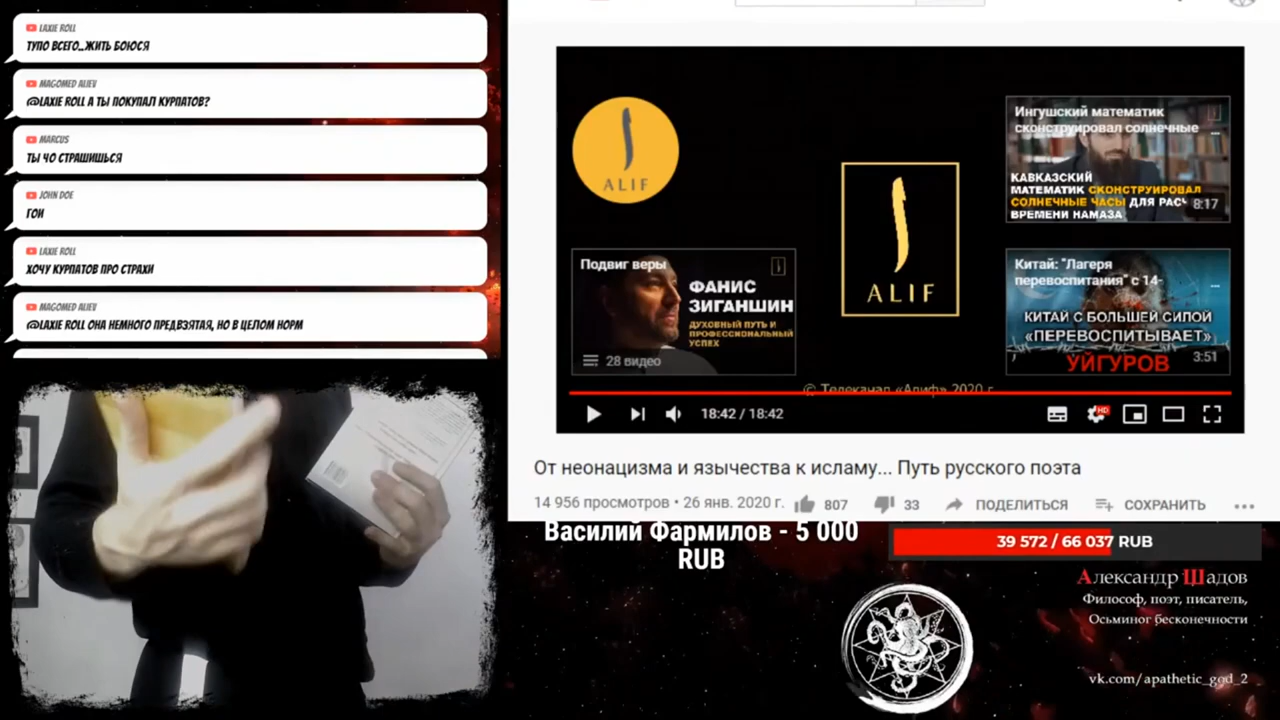 LAXIE ROLL
ТУПО ВСЕГО...ЖИТЬ БОЮСЯ
MAGOMED ALIEV
@LAXIE ROLL А ТЫ ПОКУПАЛ КУРПАТОВ?
MARCUS
ТЫ ЧО СТРАШИШЬСЯ
JOHN DOE
ГОИ
LAXIE ROLL
ХОЧУ КУРПАТОВ ПРО СТРАХИ
MAGOMED ALIEV
@LAXIE ROLL ОНА НЕМНОГО ПРЕДВЗЯТАЯ, НО В ЦЕЛОМ НОРМ
ALIF
ALIF
Ингушский математик
сконструировал солнечные
...
КАВКАЗСКИЙ
МАТЕМАТИК СКОНСТРУИРОВАЛ
СОЛНЕЧНЫЕ ЧАСЫ ДЛЯ РАСЧ
ВРЕМЕНИ НАМАЗА
8:17
Подвиг веры
ФАНИС
ЗИГАНШИН
ДУХОВНЫЙ ПУТЬ И
ПРОФЕССИОНАЛЬНЫЙ
УСПЕХ
28 видео
Китай: "Лагеря
перевоспитания" с 14-
...
КИТАЙ С БОЛЬШЕЙ СИЛОЙ
«ПЕРЕВОСПИТЫВАЕТ»
УЙГУРОВ
3:51
© Телеканал «Алиф» 2020 г.
18:42 / 18:42
HD
От неонацизма и язычества к исламу... Путь русского поэта
14 956 просмотров • 26 янв. 2020 г.
807
33
ПОДЕЛИТЬСЯ
СОХРАНИТЬ
Василий Фармилов - 5 000
RUB
39 572 / 66 037 RUB
Александр Шадов
Философ, поэт, писатель,
Осьминог бесконечности
vk.com/apathetic_god_2